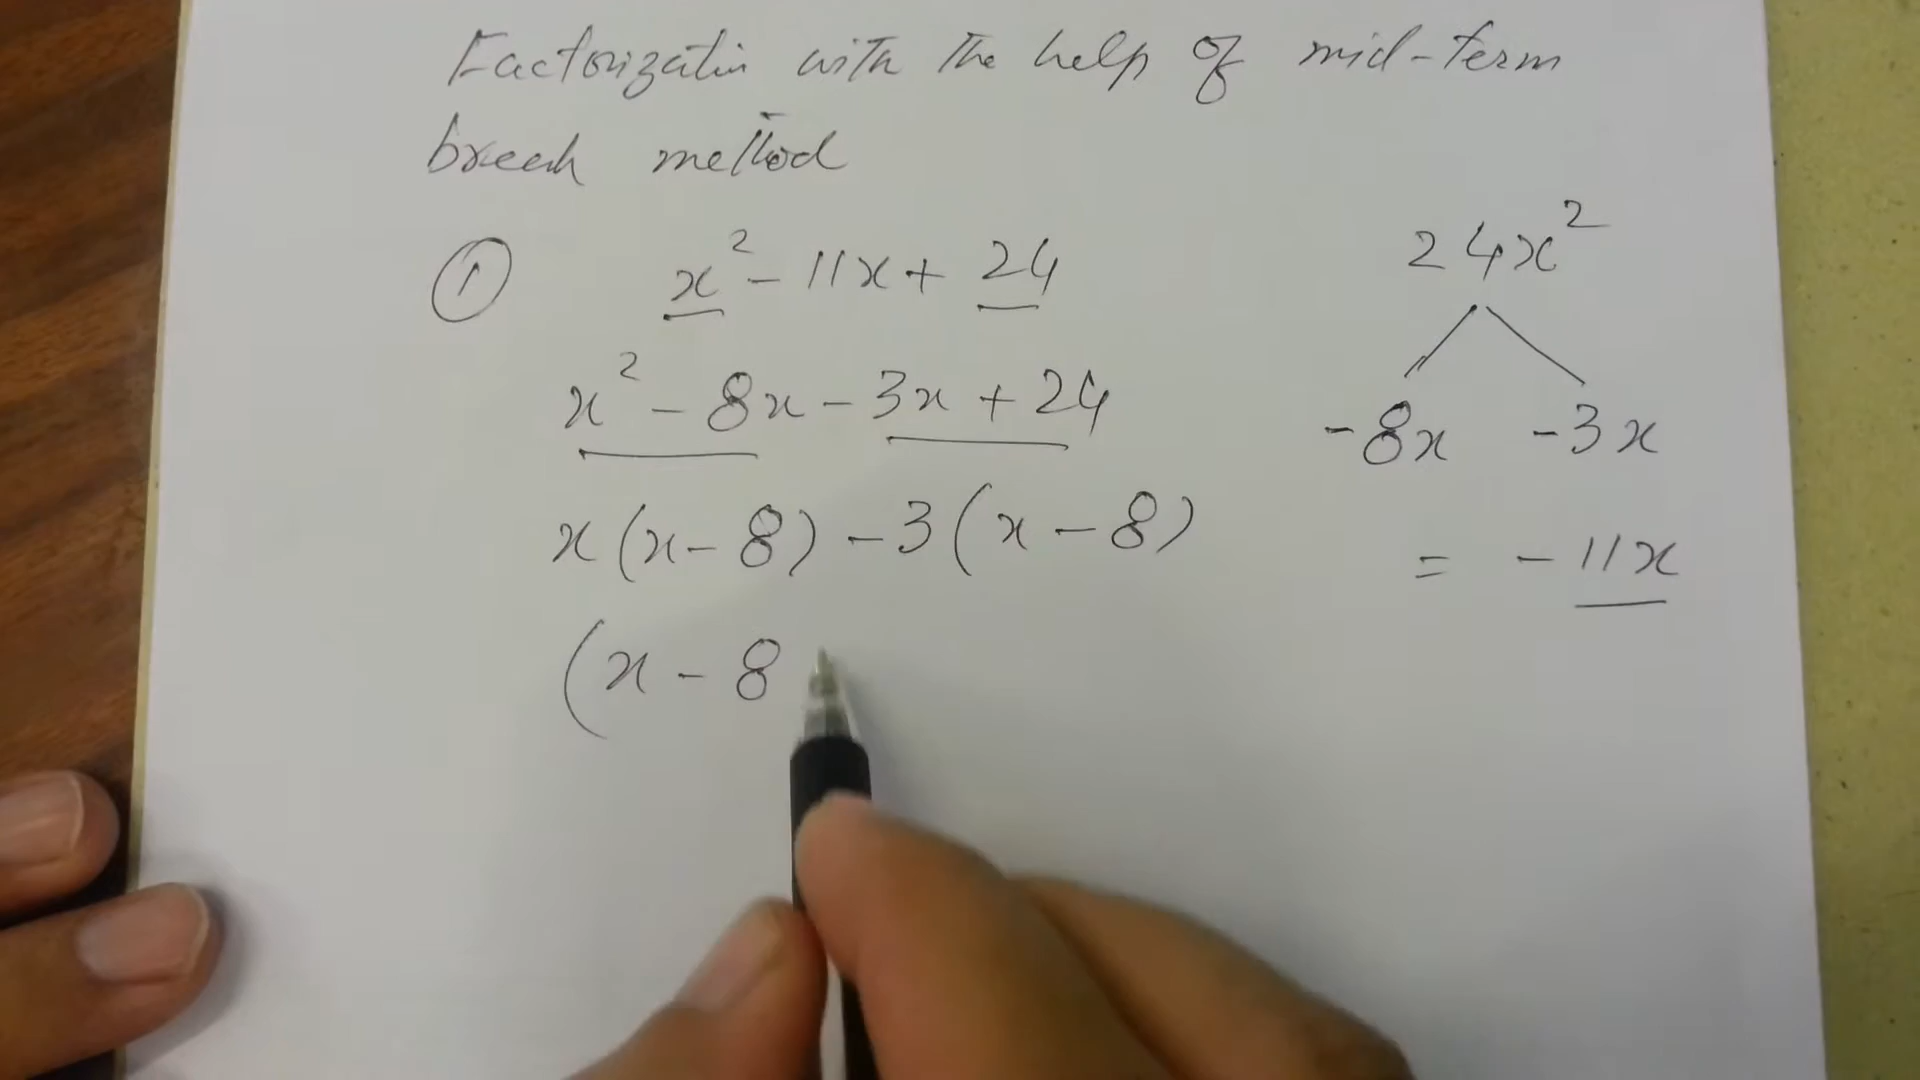 Factorization with the help of mid-term
break method
① x² - 11x + 24
x² - 8x - 3x + 24
x(x - 8) - 3(x - 8)
(x - 8
24x²
-8x -3x
= -11x